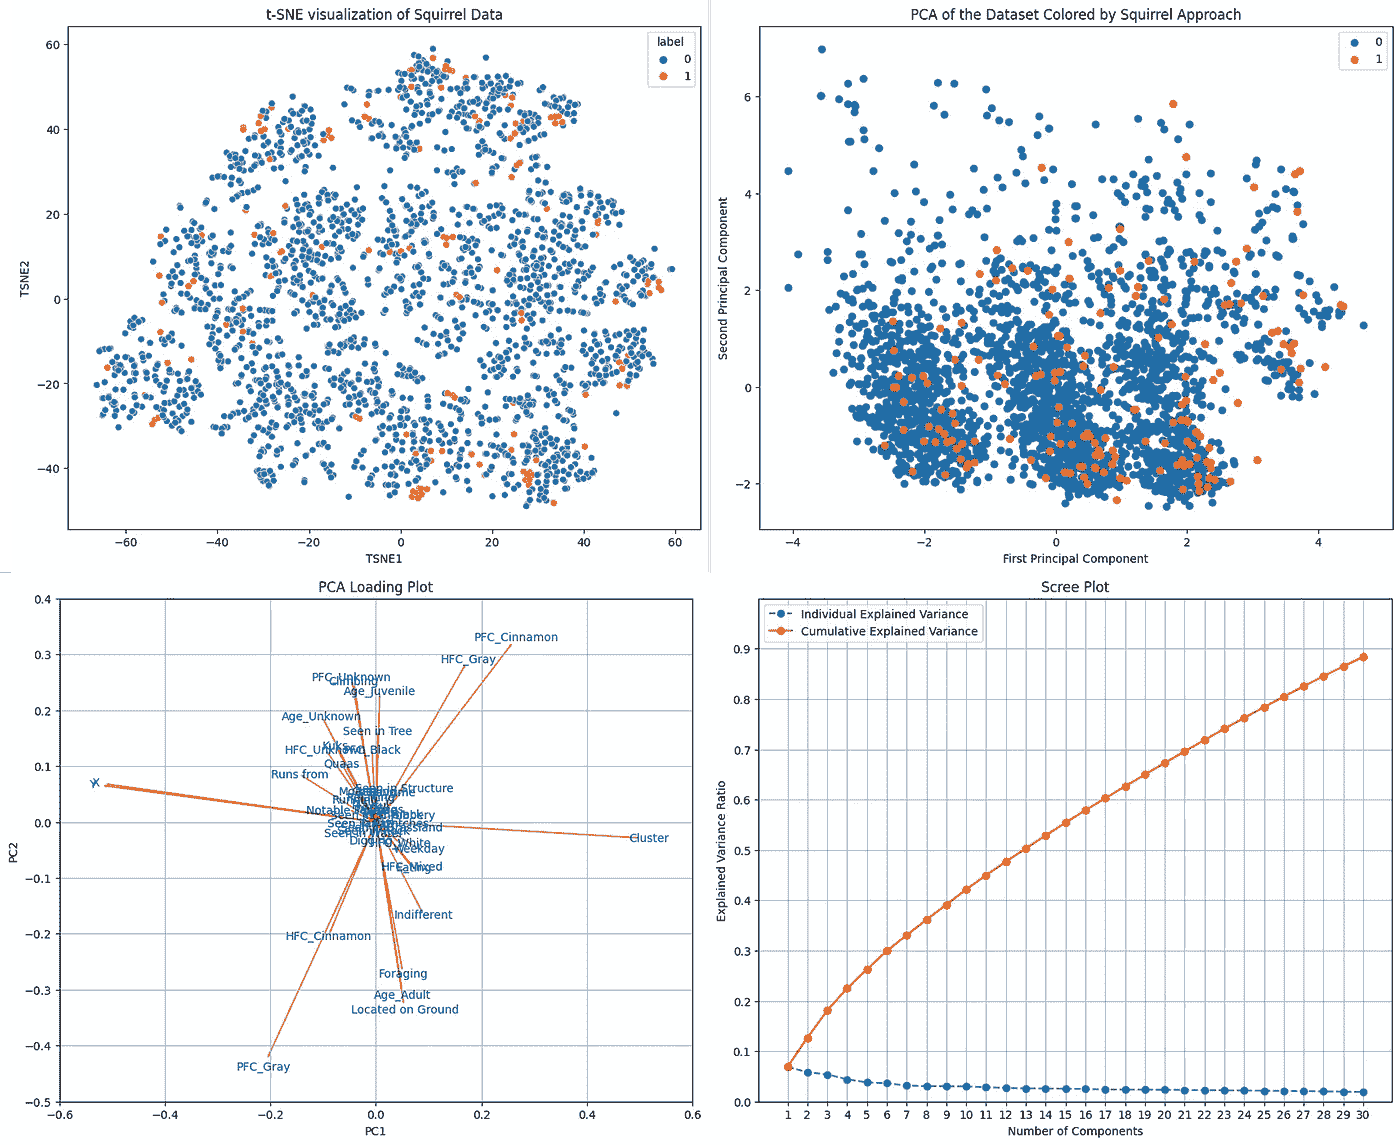 t-SNE visualization of Squirrel Data
label
0
1
60
40
20
0
−20
−40
TSNE2
−60
−40
−20
0
20
40
60
TSNE1
PCA of the Dataset Colored by Squirrel Approach
0
1
6
4
2
0
−2
Second Principal Component
−4
−2
0
2
4
First Principal Component
PCA Loading Plot
0.4
0.3
0.2
0.1
0.0
−0.1
−0.2
−0.3
−0.4
−0.5
PC2
PFC_Cinnamon
HFC_Gray
PFC_Unknown
Climbing
Age_Juvenile
Age_Unknown
Seen in Tree
Kuks
HFC_Unknown
Black
Quaas
Runs from
X
Y
Seen in Structure
Notable
Cluster
Weekday
HFC_White
HFC_Mixed
Eating
Indifferent
HFC_Cinnamon
Foraging
Age_Adult
Located on Ground
PFC_Gray
−0.6
−0.4
−0.2
0.0
0.2
0.4
0.6
PC1
Scree Plot
Individual Explained Variance
Cumulative Explained Variance
0.9
0.8
0.7
0.6
0.5
0.4
0.3
0.2
0.1
0.0
Explained Variance Ratio
1 2 3 4 5 6 7 8 9 10 11 12 13 14 15 16 17 18 19 20 21 22 23 24 25 26 27 28 29 30
Number of Components